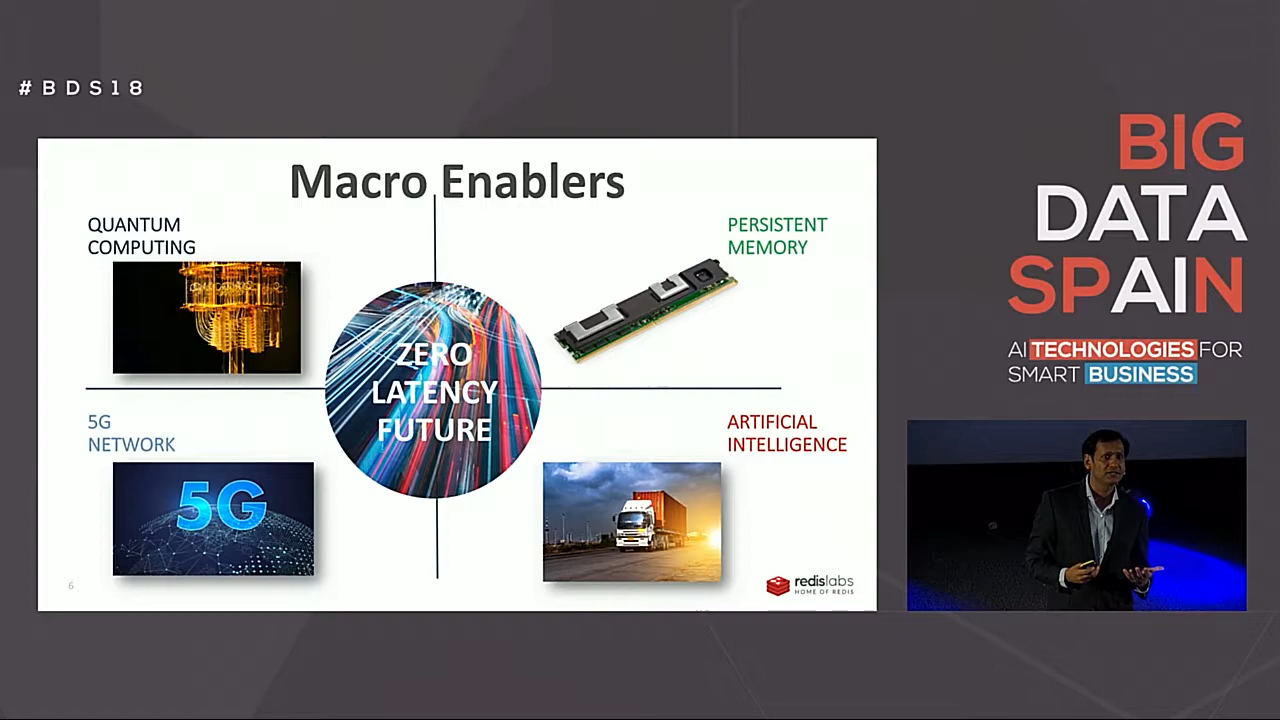 #BDS18
Macro Enablers
QUANTUM
COMPUTING
PERSISTENT
MEMORY
ZERO
LATENCY
FUTURE
5G
NETWORK
5G
ARTIFICIAL
INTELLIGENCE
6
redislabs
HOME OF REDIS
BIG
DATA
SPAIN
AI TECHNOLOGIES FOR
SMART BUSINESS